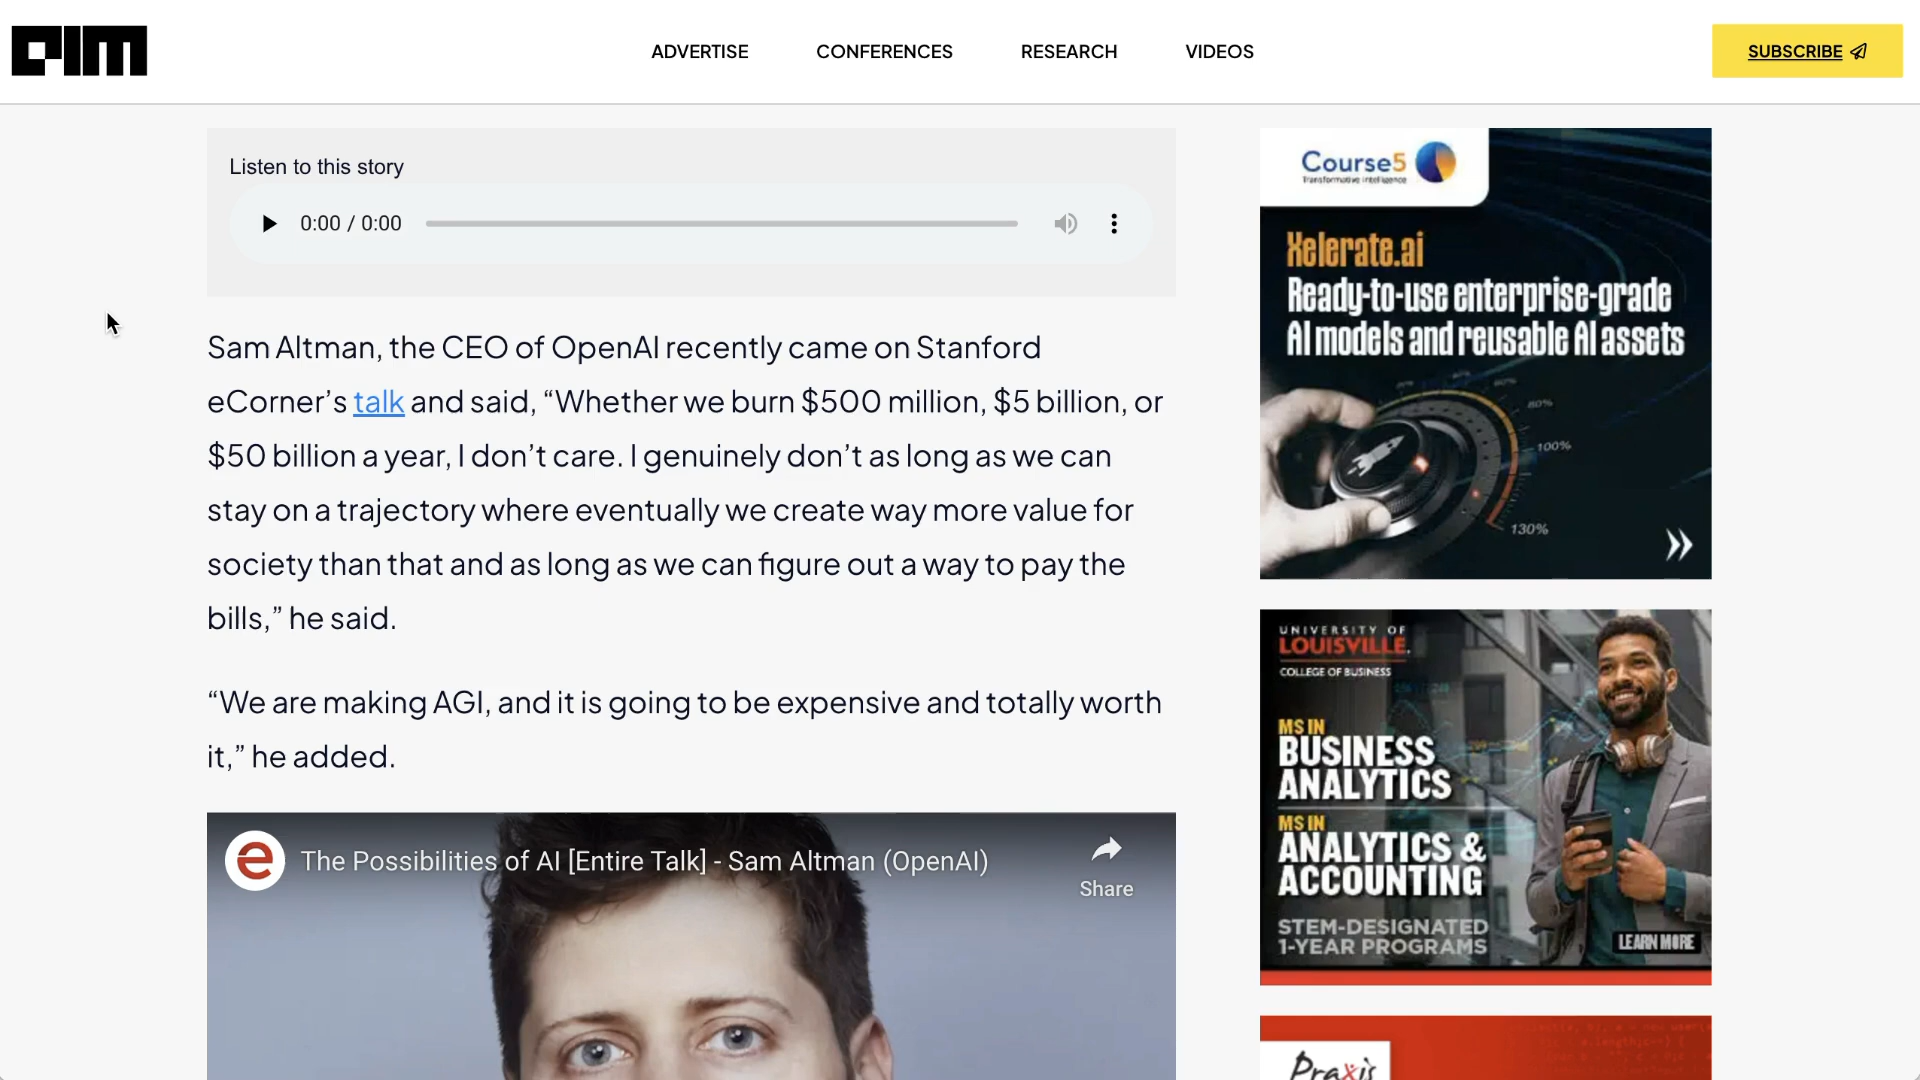 AIM
ADVERTISE
CONFERENCES
RESEARCH
VIDEOS
SUBSCRIBE
Listen to this story
0:00 / 0:00
Sam Altman, the CEO of OpenAI recently came on Stanford
eCorner’s talk and said, “Whether we burn $500 million, $5 billion, or
$50 billion a year, I don’t care. I genuinely don’t as long as we can
stay on a trajectory where eventually we create way more value for
society than that and as long as we can figure out a way to pay the
bills,” he said.
“We are making AGI, and it is going to be expensive and totally worth
it,” he added.
e
The Possibilities of AI [Entire Talk] - Sam Altman (OpenAI)
Share
Course5
Transformative Intelligence
Xelerate.ai
Ready-to-use enterprise-grade
AI models and reusable AI assets
80%
100%
130%
UNIVERSITY OF
LOUISVILLE.
COLLEGE OF BUSINESS
MS IN
BUSINESS
ANALYTICS
MS IN
ANALYTICS &
ACCOUNTING
STEM-DESIGNATED
1-YEAR PROGRAMS
LEARN MORE
Praxis